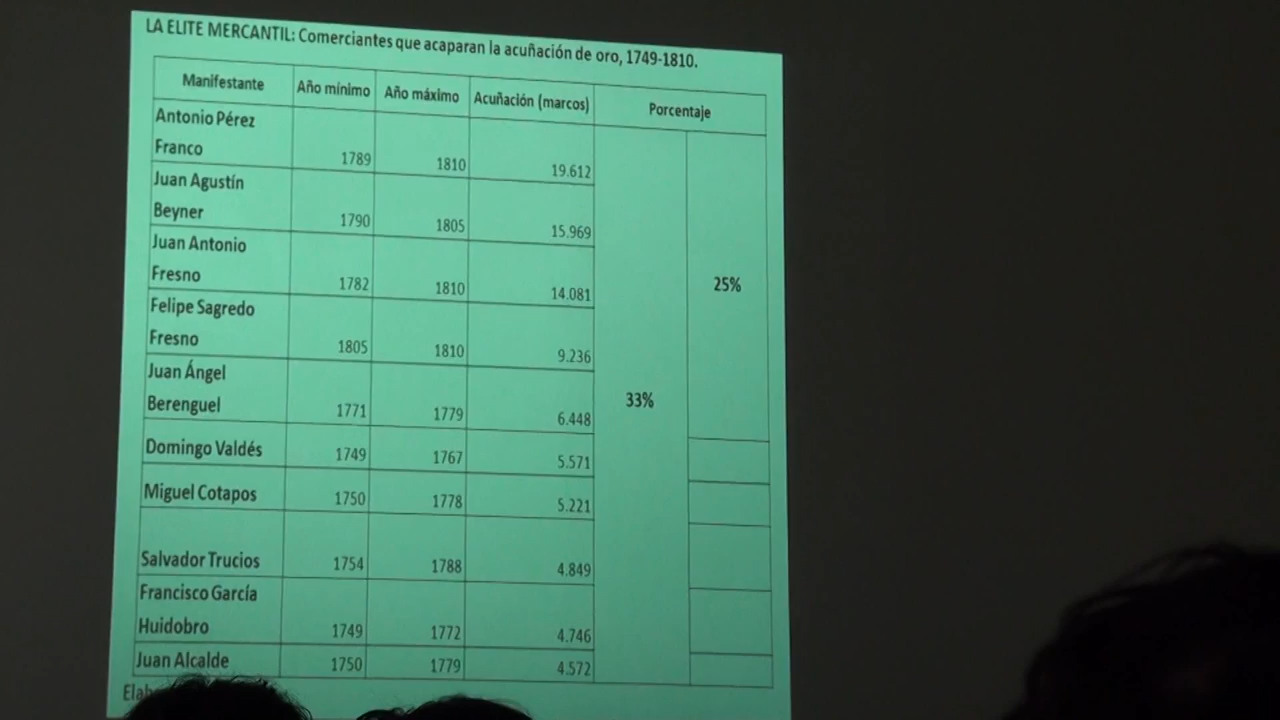 LA ELITE MERCANTIL: Comerciantes que acaparan la acuñación de oro, 1749-1810.
Manifestante Año mínimo Año máximo Acuñación (marcos) Porcentaje
Antonio Pérez
Franco 1789 1810 19.612
Juan Agustín
Beyner 1790 1805 15.969
Juan Antonio
Fresno 1782 1810 14.081
25%
Felipe Sagredo
Fresno 1805 1810 9.236
Juan Ángel
Berenguel 1771 1779 6.448
33%
Domingo Valdés 1749 1767 5.571
Miguel Cotapos 1750 1778 5.221
Salvador Trucios 1754 1788 4.849
Francisco García
Huidobro 1749 1772 4.746
Juan Alcalde 1750 1779 4.572